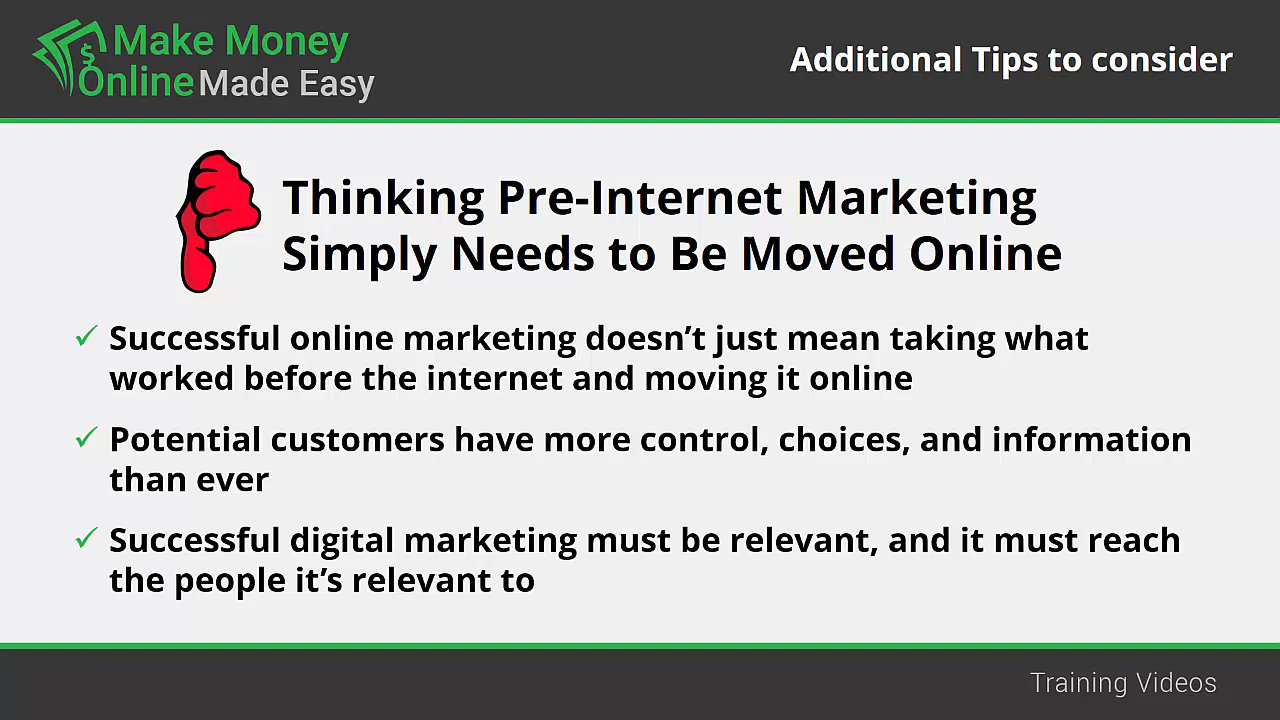 Make Money
Online Made Easy
Additional Tips to consider
Thinking Pre-Internet Marketing
Simply Needs to Be Moved Online
✓ Successful online marketing doesn’t just mean taking what
worked before the internet and moving it online
✓ Potential customers have more control, choices, and information
than ever
✓ Successful digital marketing must be relevant, and it must reach
the people it’s relevant to
Training Videos